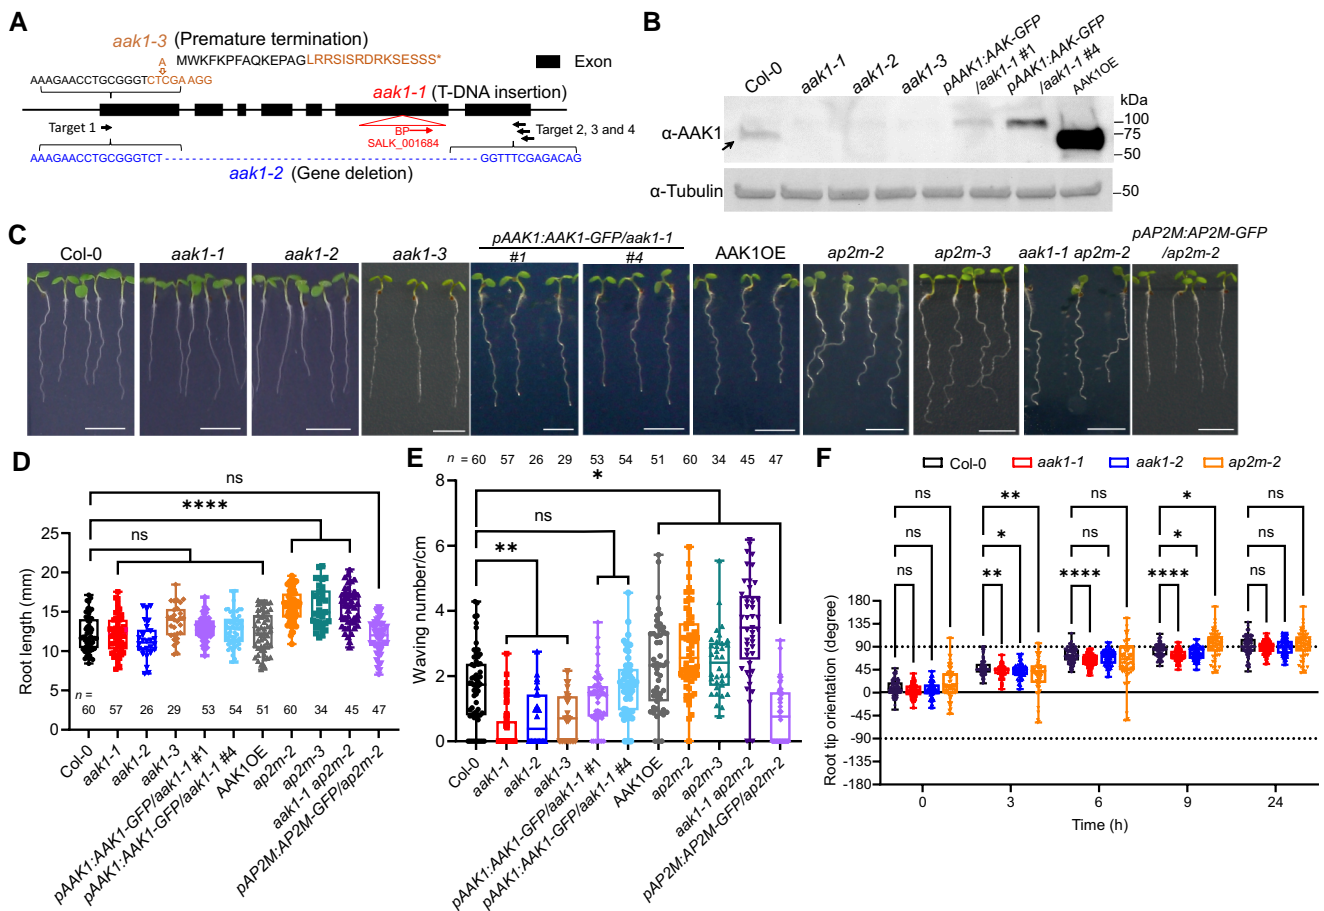 A
aak1-3 (Premature termination)
A
MWKFKPFAQKEPAGLRRSISRDRKSESSS*
AAAGAACCTGCGGGTCTCGAAGG
Exon
aak1-1 (T-DNA insertion)
Target 1
BP
SALK_001684
Target 2, 3 and 4
AAAGAACCTGCGGGTCT
GGTTTCGAGACAG
aak1-2 (Gene deletion)
B
Col-0
aak1-1
aak1-2
aak1-3
pAAK1:AAK-GFP
/aak1-1 #1
pAAK1:AAK-GFP
/aak1-1 #4
AAK1OE
kDa
100
75
50
α-AAK1
α-Tubulin
50
C
Col-0
aak1-1
aak1-2
aak1-3
pAAK1:AAK1-GFP/aak1-1
#1
#4
AAK1OE
ap2m-2
ap2m-3
aak1-1 ap2m-2
pAP2M:AP2M-GFP
/ap2m-2
D
ns
****
ns
Root length (mm)
25
20
15
10
5
0
n =
60 57 26 29 53 54 51 60 34 45 47
Col-0
aak1-1
aak1-2
aak1-3
pAAK1:AAK1-GFP/aak1-1 #1
pAAK1:AAK1-GFP/aak1-1 #4
AAK1OE
ap2m-2
ap2m-3
aak1-1 ap2m-2
pAP2M:AP2M-GFP/ap2m-2
E
n = 60 57 26 29 53 54 51 60 34 45 47
*
ns
**
Waving number/cm
8
6
4
2
0
Col-0
aak1-1
aak1-2
aak1-3
pAAK1:AAK1-GFP/aak1-1 #1
pAAK1:AAK1-GFP/aak1-1 #4
AAK1OE
ap2m-2
ap2m-3
aak1-1 ap2m-2
pAP2M:AP2M-GFP/ap2m-2
F
Col-0 aak1-1 aak1-2 ap2m-2
ns ** ns * ns
ns * ns * ns
ns ** **** **** ns
Root tip orientation (degree)
180
135
90
45
0
-45
-90
-135
-180
0 3 6 9 24
Time (h)